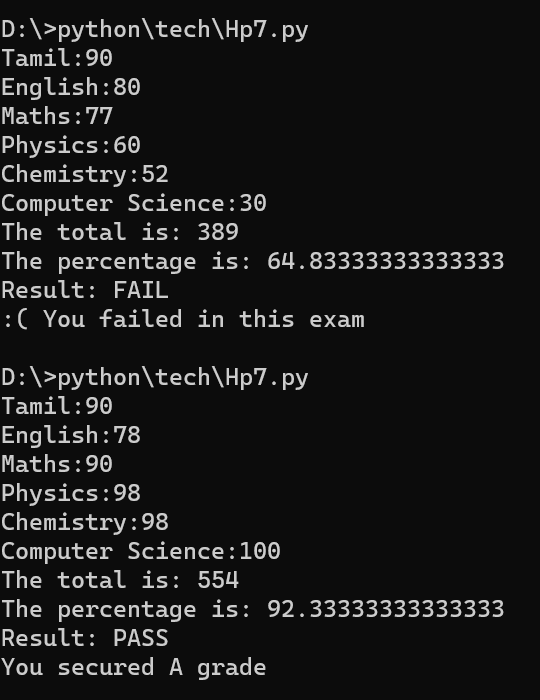 D:\>python\tech\Hp7.py
Tamil:90
English:80
Maths:77
Physics:60
Chemistry:52
Computer Science:30
The total is: 389
The percentage is: 64.83333333333333
Result: FAIL
:( You failed in this exam
D:\>python\tech\Hp7.py
Tamil:90
English:78
Maths:90
Physics:98
Chemistry:98
Computer Science:100
The total is: 554
The percentage is: 92.33333333333333
Result: PASS
You secured A grade